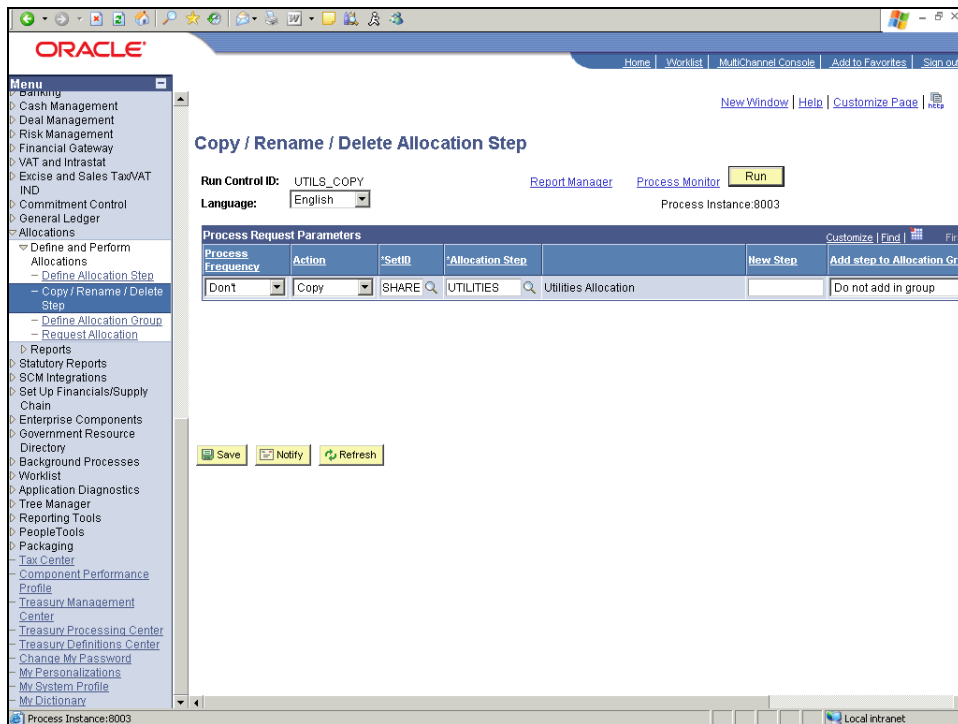 ORACLE'
Home | Worklist | MultiChannel Console | Add to Favorites | Sign out
Menu
Banking
Cash Management
Deal Management
Risk Management
Financial Gateway
VAT and Intrastat
Excise and Sales Tax/VAT
IND
Commitment Control
General Ledger
Allocations
Define and Perform
Allocations
Define Allocation Step
Copy / Rename / Delete
Step
Define Allocation Group
Request Allocation
Reports
Statutory Reports
SCM Integrations
Set Up Financials/Supply
Chain
Enterprise Components
Government Resource
Directory
Background Processes
Worklist
Application Diagnostics
Tree Manager
Reporting Tools
PeopleTools
Packaging
Tax Center
Component Performance
Profile
Treasury Management
Center
Treasury Processing Center
Treasury Definitions Center
Change My Password
My Personalizations
My System Profile
My Dictionary
New Window | Help | Customize Page | http
Copy / Rename / Delete Allocation Step
Run Control ID: UTILS_COPY Report Manager Process Monitor Run
Language: English Process Instance:8003
Process Request Parameters Customize | Find | Fir
Process Frequency Action *SetID *Allocation Step New Step Add step to Allocation Gr
Don't Copy SHARE UTILITIES Utilities Allocation Do not add in group
Save Notify Refresh
Process Instance:8003 Local intranet